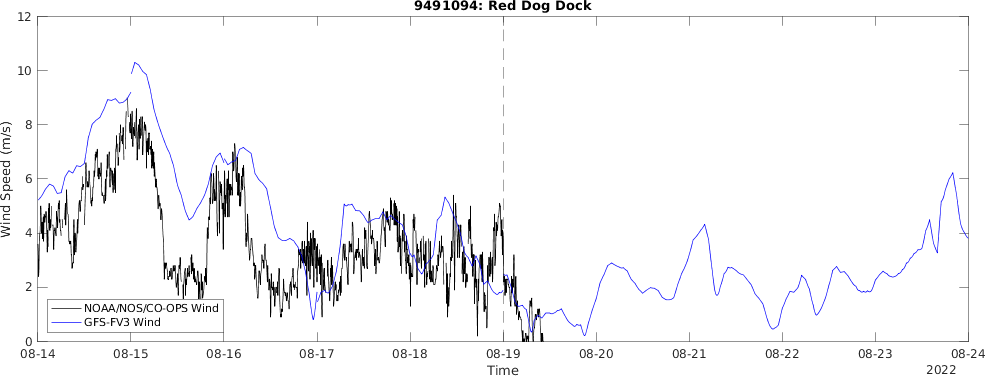 9491094: Red Dog Dock
Wind Speed (m/s)
12
10
8
6
4
2
0
NOAA/NOS/CO-OPS Wind
GFS-FV3 Wind
08-14 08-15 08-16 08-17 08-18 08-19 08-20 08-21 08-22 08-23 08-24
Time
2022